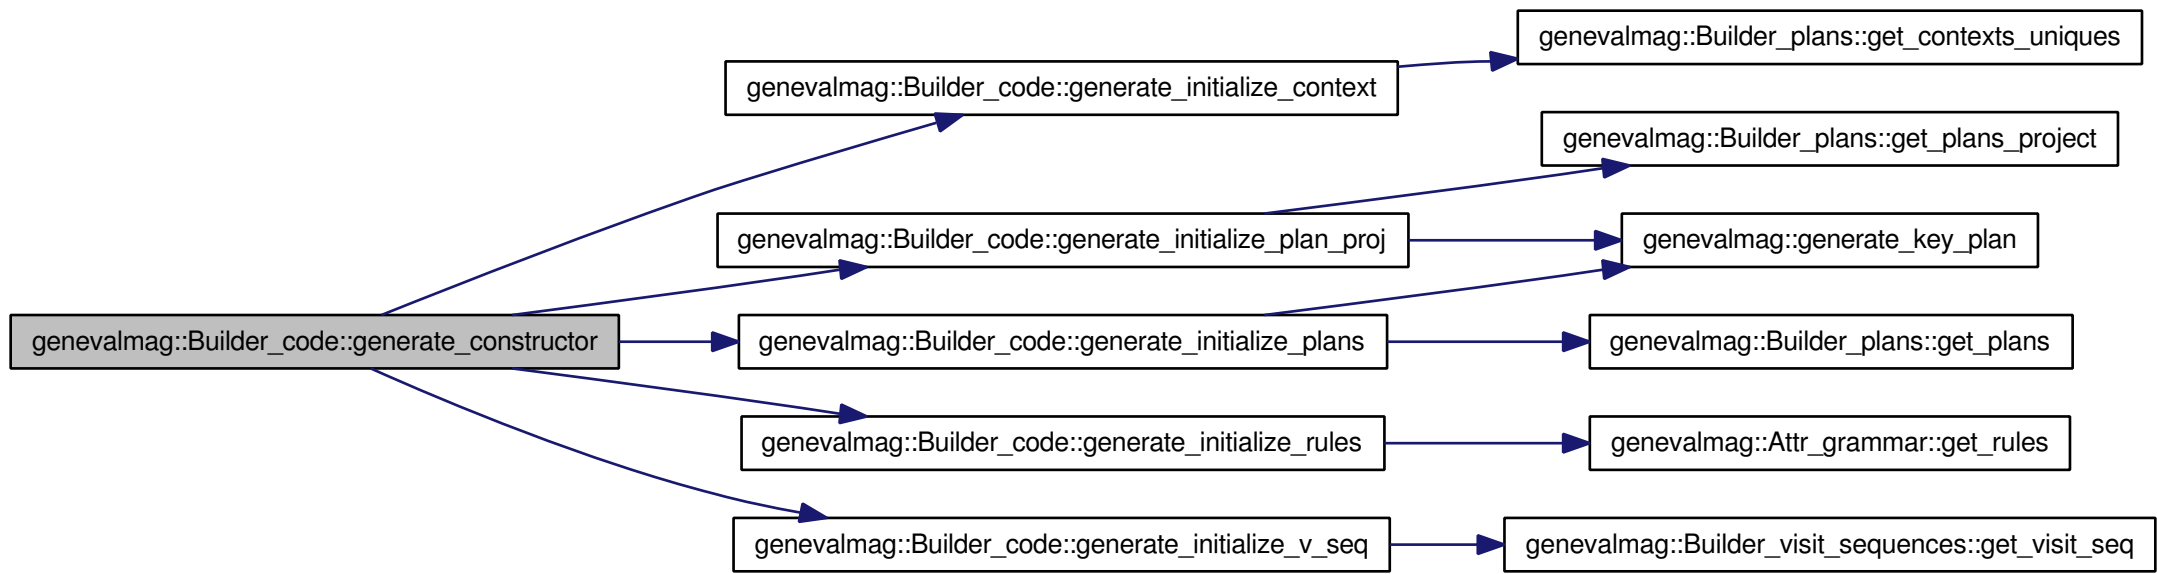 genevalmag::Builder_plans::get_contexts_uniques
genevalmag::Builder_code::generate_initialize_context
genevalmag::Builder_plans::get_plans_project
genevalmag::Builder_code::generate_initialize_plan_proj
genevalmag::generate_key_plan
genevalmag::Builder_code::generate_constructor
genevalmag::Builder_code::generate_initialize_plans
genevalmag::Builder_plans::get_plans
genevalmag::Builder_code::generate_initialize_rules
genevalmag::Attr_grammar::get_rules
genevalmag::Builder_code::generate_initialize_v_seq
genevalmag::Builder_visit_sequences::get_visit_seq